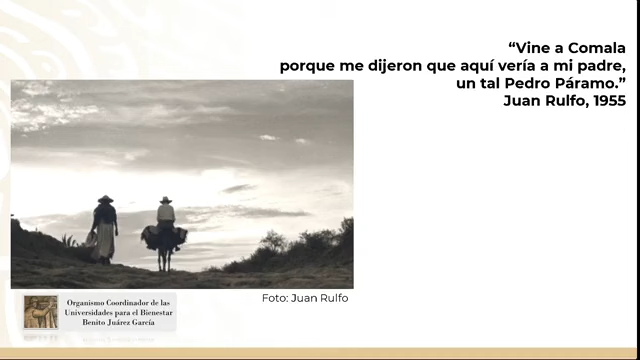 “Vine a Comala
porque me dijeron que aquí vería a mi padre,
un tal Pedro Páramo.”
Juan Rulfo, 1955
Foto: Juan Rulfo
Organismo Coordinador de las
Universidades para el Bienestar
Benito Juárez García